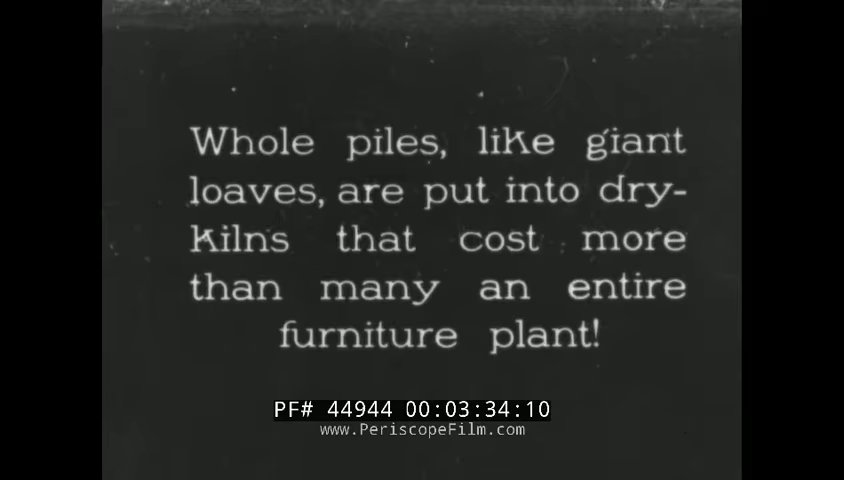 Whole piles, like giant
loaves, are put into dry-
kilns that cost more
than many an entire
furniture plant!
PF# 44944 00:03:34:10
www.PeriscopeFilm.com